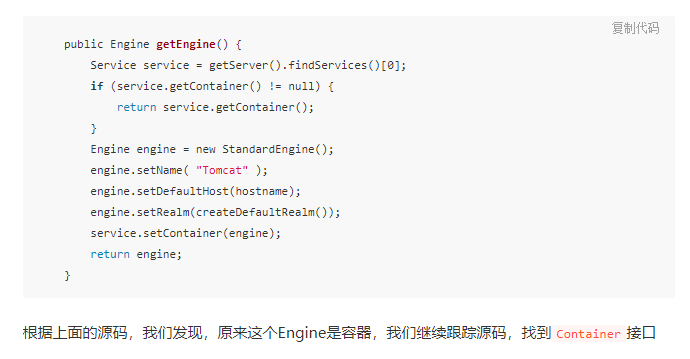 复制代码
public Engine getEngine() {
    Service service = getServer().findServices()[0];
    if (service.getContainer() != null) {
        return service.getContainer();
    }
    Engine engine = new StandardEngine();
    engine.setName( "Tomcat" );
    engine.setDefaultHost(hostname);
    engine.setRealm(createDefaultRealm());
    service.setContainer(engine);
    return engine;
}
根据上面的源码，我们发现，原来这个Engine是容器，我们继续跟踪源码，找到 Container 接口